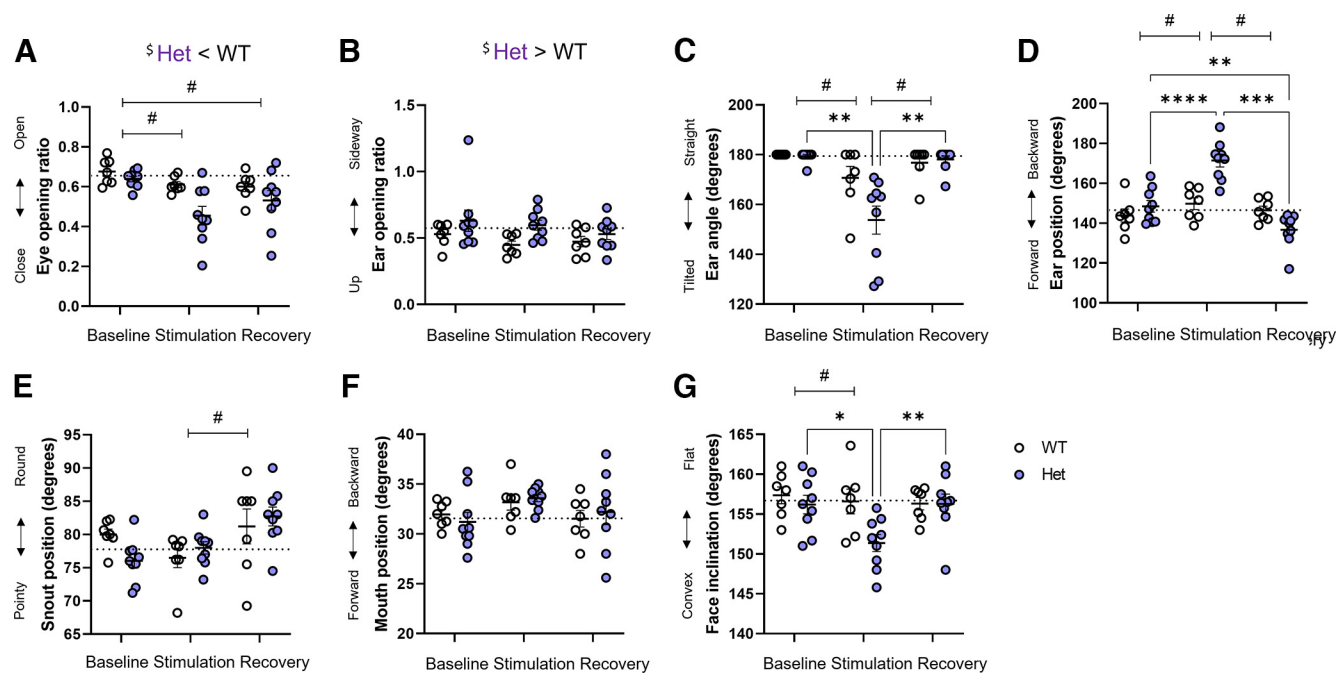 A
$Het < WT
#
#
Open
Close
Eye opening ratio
1.0
0.8
0.6
0.4
0.2
0.0
Baseline Stimulation Recovery
B
$Het > WT
Sideway
Up
Ear opening ratio
1.5
1.0
0.5
0.0
Baseline Stimulation Recovery
C
# #
** **
Straight
Tilted
Ear angle (degrees)
200
180
160
140
120
Baseline Stimulation Recovery
D
# #
**
**** ***
Backward
Forward
Ear position (degrees)
200
180
160
140
120
100
Baseline Stimulation Recovery
ry
E
#
Round
Pointy
Snout position (degrees)
95
90
85
80
75
70
65
Baseline Stimulation Recovery
F
Backward
Forward
Mouth position (degrees)
40
35
30
25
20
Baseline Stimulation Recovery
G
#
* **
Flat
Convex
Face inclination (degrees)
165
160
155
150
145
140
Baseline Stimulation Recovery
WT
Het